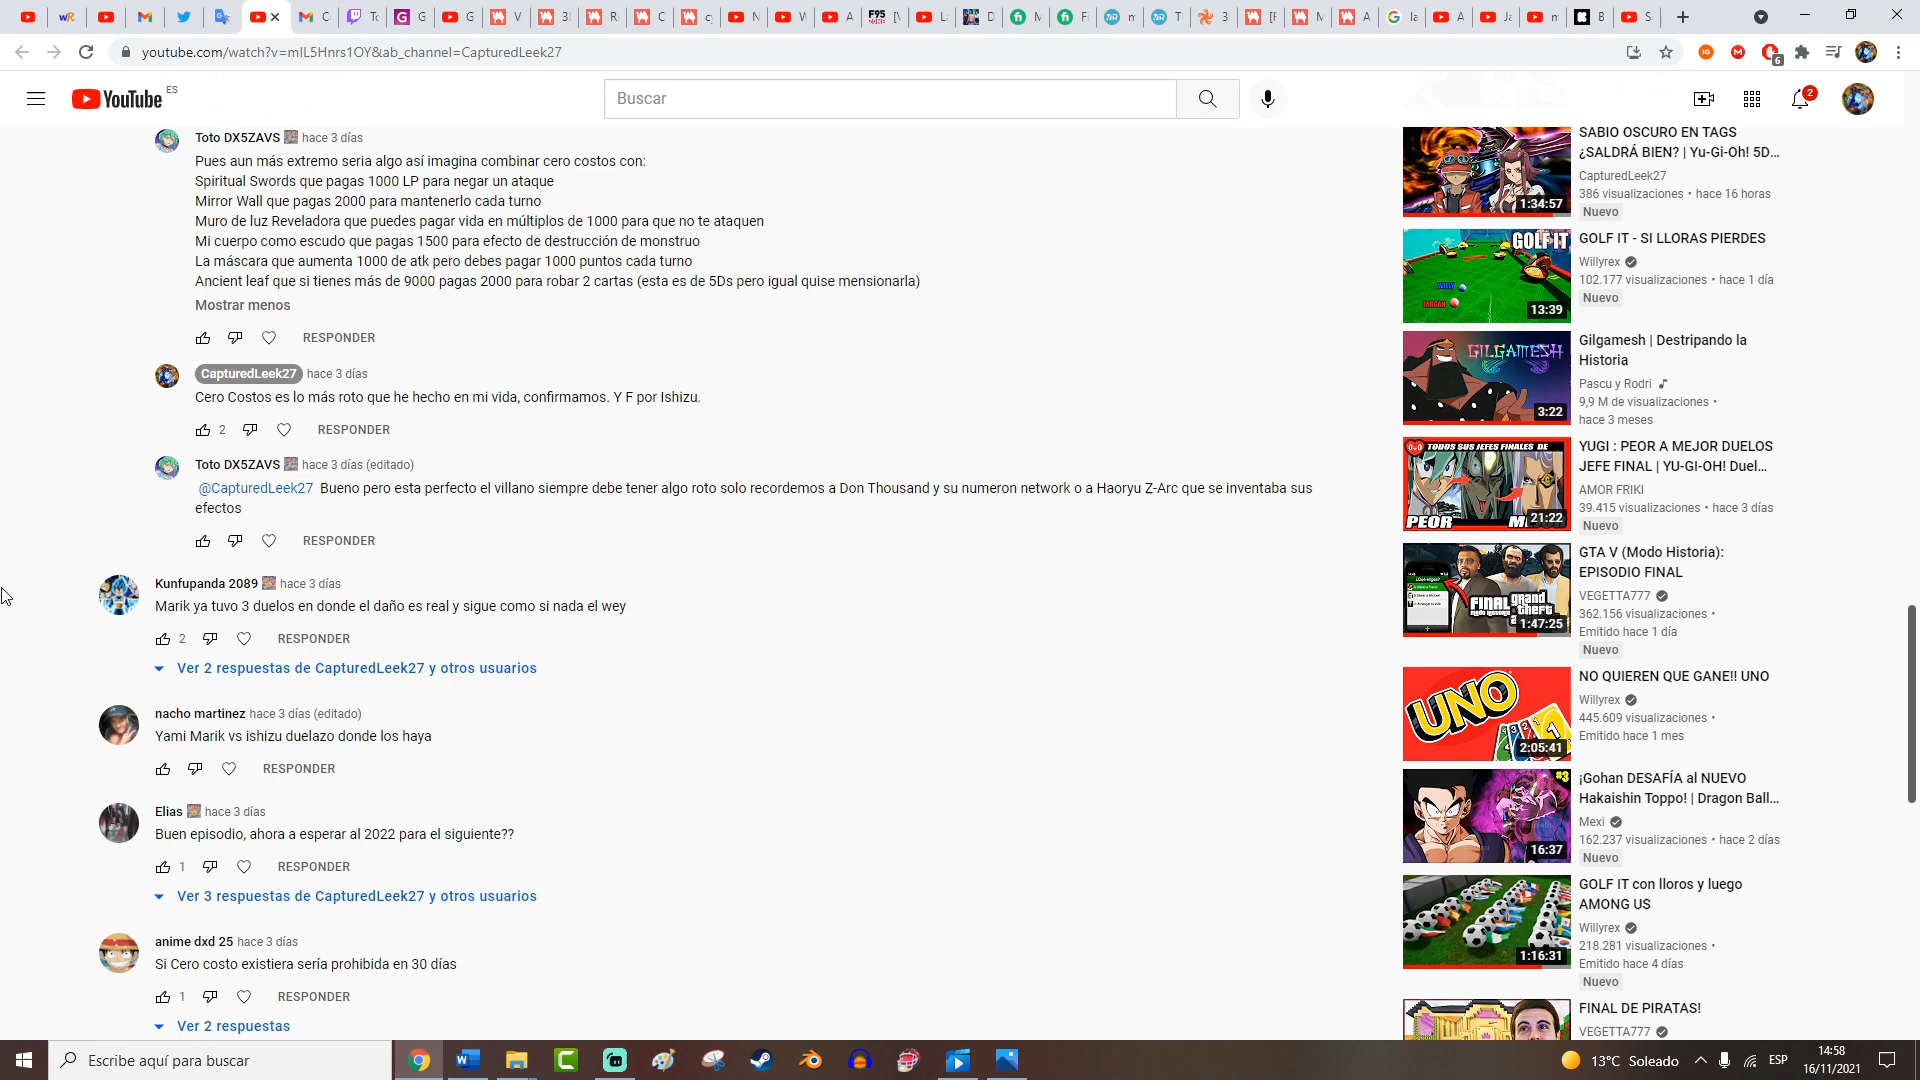 youtube.com/watch?v=mlL5Hnrs1OY&ab_channel=CapturedLeek27
6
YouTube ES
Buscar
2
Toto DX5ZAVS hace 3 días
Pues aun más extremo seria algo así imagina combinar cero costos con:
Spiritual Swords que pagas 1000 LP para negar un ataque
Mirror Wall que pagas 2000 para mantenerlo cada turno
Muro de luz Reveladora que puedes pagar vida en múltiplos de 1000 para que no te ataquen
Mi cuerpo como escudo que pagas 1500 para efecto de destrucción de monstruo
La máscara que aumenta 1000 de atk pero debes pagar 1000 puntos cada turno
Ancient leaf que si tienes más de 9000 pagas 2000 para robar 2 cartas (esta es de 5Ds pero igual quise mencionarla)
Mostrar menos
RESPONDER
CapturedLeek27 hace 3 días
Cero Costos es lo más roto que he hecho en mi vida, confirmamos. Y F por Ishizu.
2 RESPONDER
Toto DX5ZAVS hace 3 días (editado)
@CapturedLeek27 Bueno pero esta perfecto el villano siempre debe tener algo roto solo recordemos a Don Thousand y su numeron network o a Haoryu Z-Arc que se inventaba sus
efectos
RESPONDER
Kunfupanda 2089 hace 3 días
Marik ya tuvo 3 duelos en donde el daño es real y sigue como si nada el wey
2 RESPONDER
Ver 2 respuestas de CapturedLeek27 y otros usuarios
nacho martinez hace 3 días (editado)
Yami Marik vs ishizu duelazo donde los haya
RESPONDER
Elias hace 3 días
Buen episodio, ahora a esperar al 2022 para el siguiente??
1 RESPONDER
Ver 3 respuestas de CapturedLeek27 y otros usuarios
anime dxd 25 hace 3 días
Si Cero costo existiera sería prohibida en 30 días
1 RESPONDER
Ver 2 respuestas
SABIO OSCURO EN TAGS
¿SALDRÁ BIEN? | Yu-Gi-Oh! 5D...
CapturedLeek27
386 visualizaciones • hace 16 horas
Nuevo
1:34:57
GOLF IT
13:39
GOLF IT - SI LLORAS PIERDES
Willyrex
102.177 visualizaciones • hace 1 día
Nuevo
GILGAMESH
3:22
Gilgamesh | Destripando la
Historia
Pascu y Rodri
9,9 M de visualizaciones •
hace 3 meses
TODOS SUS JEFES FINALES DE
PEOR
21:22
YUGI : PEOR A MEJOR DUELOS
JEFE FINAL | YU-GI-OH! Duel...
AMOR FRIKI
39.415 visualizaciones • hace 3 días
Nuevo
FINAL grand theft
1:47:25
GTA V (Modo Historia):
EPISODIO FINAL
VEGETTA777
362.156 visualizaciones •
Emitido hace 1 día
Nuevo
UNO
2:05:41
NO QUIEREN QUE GANE!! UNO
Willyrex
445.609 visualizaciones •
Emitido hace 1 mes
#3
16:37
¡Gohan DESAFÍA al NUEVO
Hakaishin Toppo! | Dragon Ball...
Mexi
162.237 visualizaciones • hace 2 días
Nuevo
1:16:31
GOLF IT con lloros y luego
AMONG US
Willyrex
218.281 visualizaciones •
Emitido hace 4 días
Nuevo
FINAL DE PIRATAS!
VEGETTA777
Escribe aquí para buscar
13°C Soleado
ESP
14:58
16/11/2021